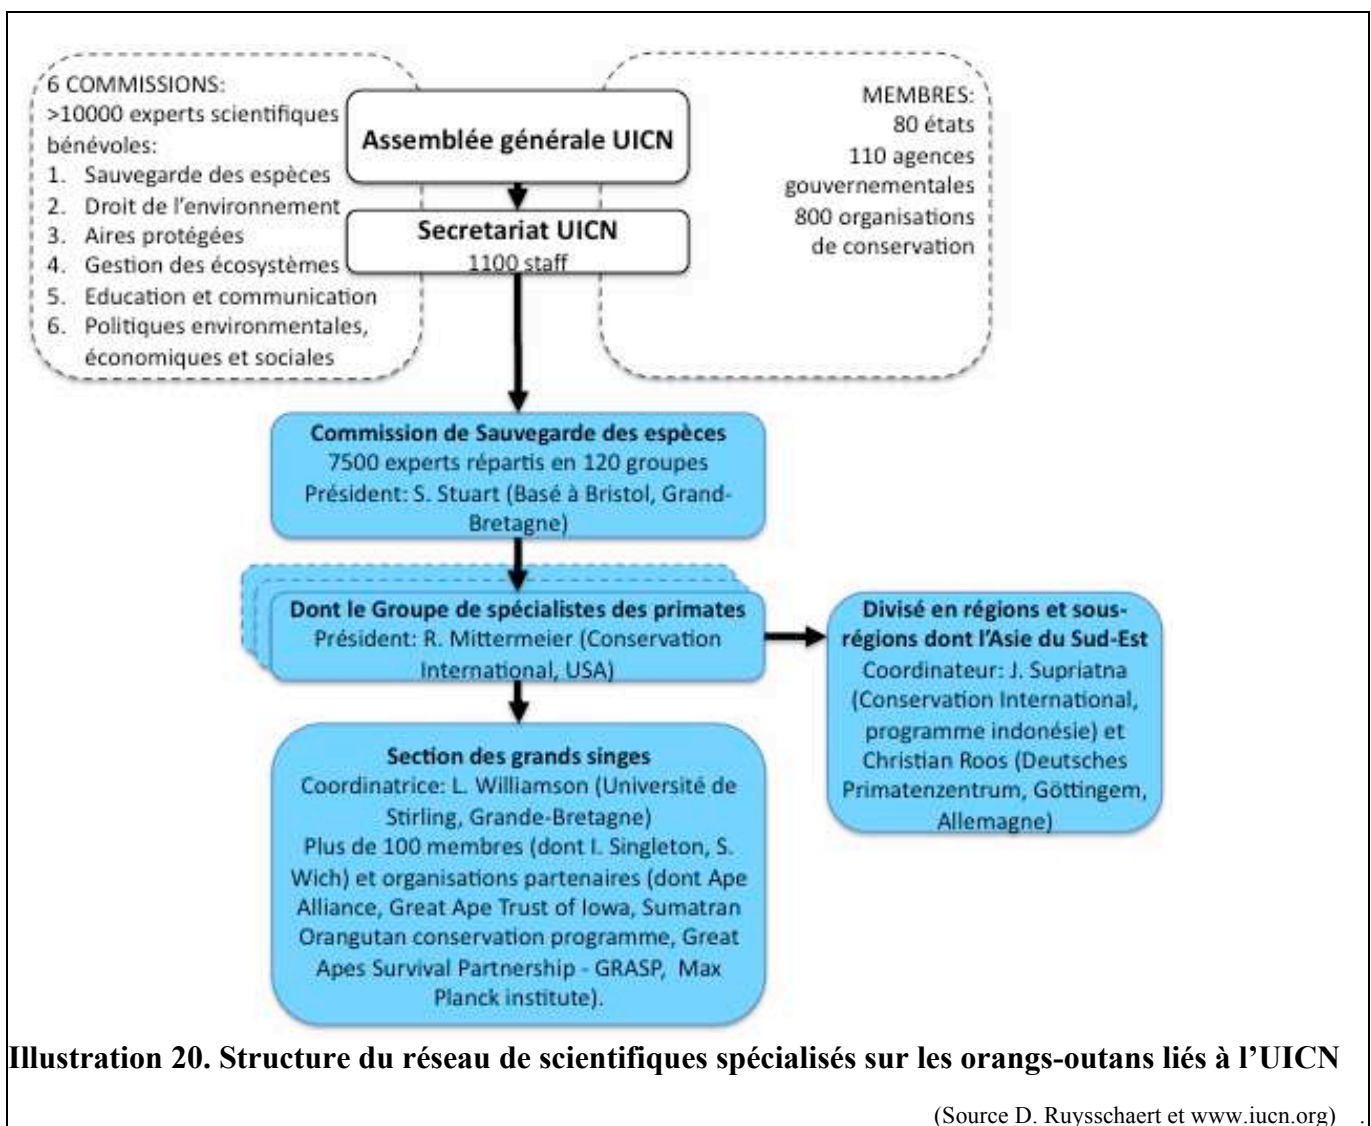 6 COMMISSIONS:
>10000 experts scientifiques
bénévoles:
1. Sauvegarde des espèces
2. Droit de l'environnement
3. Aires protégées
4. Gestion des écosystèmes
5. Education et communication
6. Politiques environmentales,
économiques et sociales
Assemblée générale UICN
Secretariat UICN
1100 staff
MEMBRES:
80 états
110 agences
gouvernementales
800 organisations
de conservation
Commission de Sauvegarde des espèces
7500 experts répartis en 120 groupes
Président: S. Stuart (Basé à Bristol, Grand-
Bretagne)
Dont le Groupe de spécialistes des primates
Président: R. Mittermeier (Conservation
International, USA)
Divisé en régions et sous-
régions dont l'Asie du Sud-Est
Coordinateur: J. Supriatna
(Conservation International,
programme indonésie) et
Christian Roos (Deutsches
Primatenzentrum, Göttingem,
Allemagne)
Section des grands singes
Coordinatrice: L. Williamson (Université de
Stirling, Grande-Bretagne)
Plus de 100 membres (dont I. Singleton, S.
Wich) et organisations partenaires (dont Ape
Alliance, Great Ape Trust of Iowa, Sumatran
Orangutan conservation programme, Great
Apes Survival Partnership - GRASP, Max
Planck institute).
Illustration 20. Structure du réseau de scientifiques spécialisés sur les orangs-outans liés à l'UICN
(Source D. Ruysschaert et www.iucn.org) .